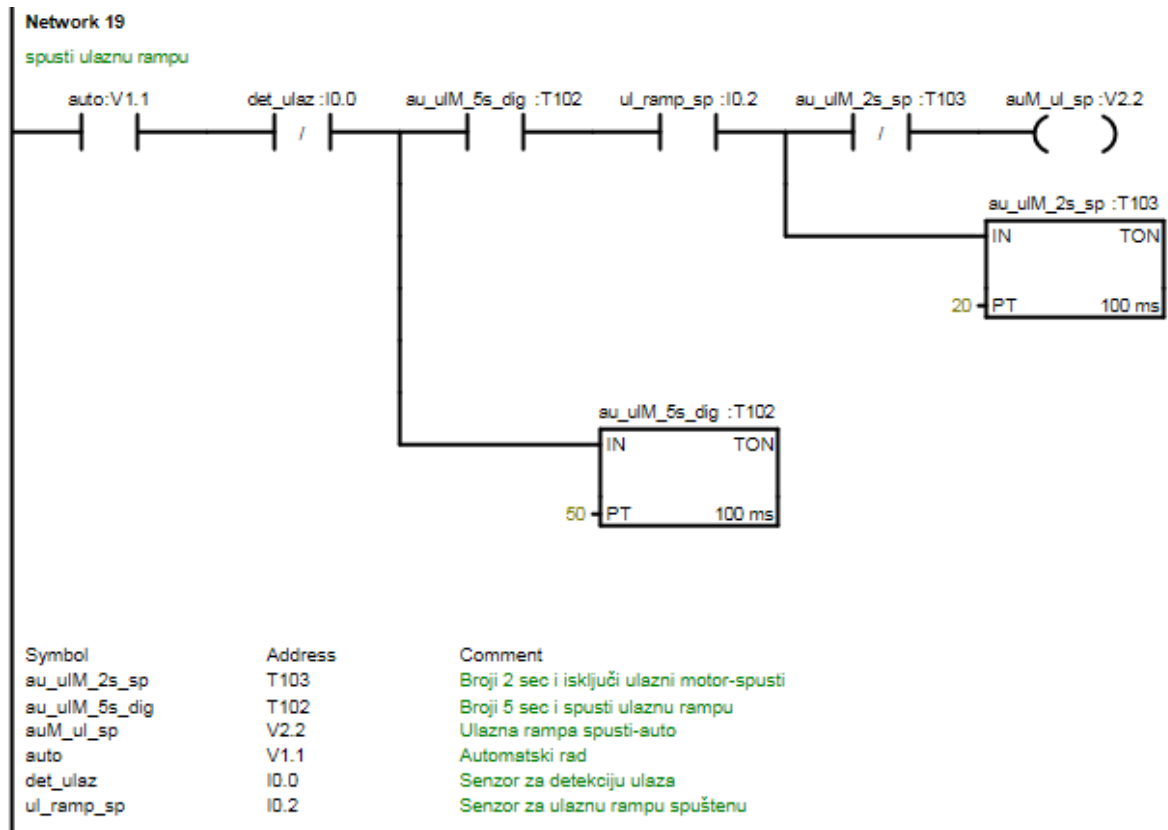 Network 19
spusti ulaznu rampu
auto:V1.1 det_ulaz :I0.0 au_ulM_5s_dig :T102 ul_ramp_sp :I0.2 au_ulM_2s_sp :T103 auM_ul_sp :V2.2
/ /
au_ulM_2s_sp :T103
IN TON
20 PT 100 ms
au_ulM_5s_dig :T102
IN TON
50 PT 100 ms
Symbol Address Comment
au_ulM_2s_sp T103 Broji 2 sec i isključi ulazni motor-spusti
au_ulM_5s_dig T102 Broji 5 sec i spusti ulaznu rampu
auM_ul_sp V2.2 Ulazna rampa spusti-auto
auto V1.1 Automatski rad
det_ulaz I0.0 Senzor za detekciju ulaza
ul_ramp_sp I0.2 Senzor za ulaznu rampu spuštenu